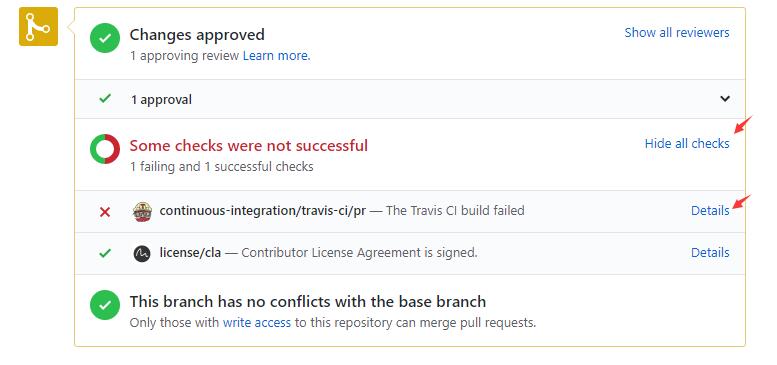 Changes approved
Show all reviewers
1 approving review Learn more.
1 approval
Some checks were not successful
Hide all checks
1 failing and 1 successful checks
continuous-integration/travis-ci/pr — The Travis CI build failed
Details
license/cla — Contributor License Agreement is signed.
Details
This branch has no conflicts with the base branch
Only those with write access to this repository can merge pull requests.